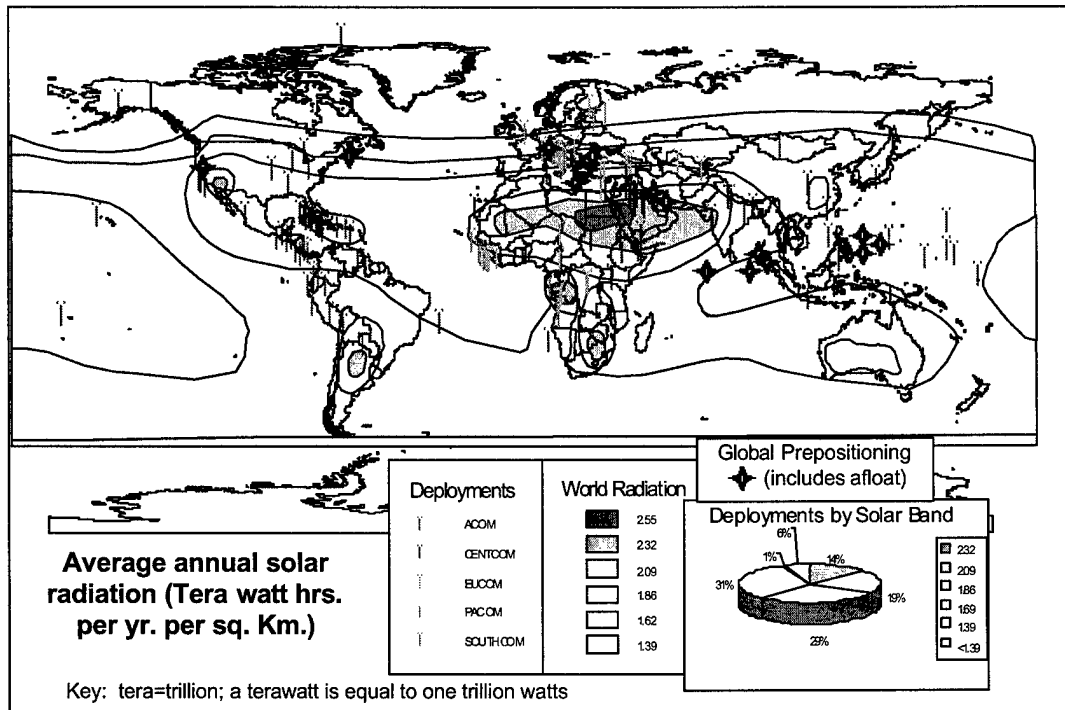 Global Prepositioning
(includes afloat)
Deployments
ACOM
CENTCOM
EUCOM
PACOM
SOUTHCOM
World Radiation
2.55
2.32
2.09
1.86
1.62
1.39
Deployments by Solar Band
6%
1%
14%
31%
19%
29%
2.32
2.09
1.86
1.69
1.39
<1.39
Average annual solar
radiation (Tera watt hrs.
per yr. per sq. Km.)
Key: tera=trillion; a terawatt is equal to one trillion watts